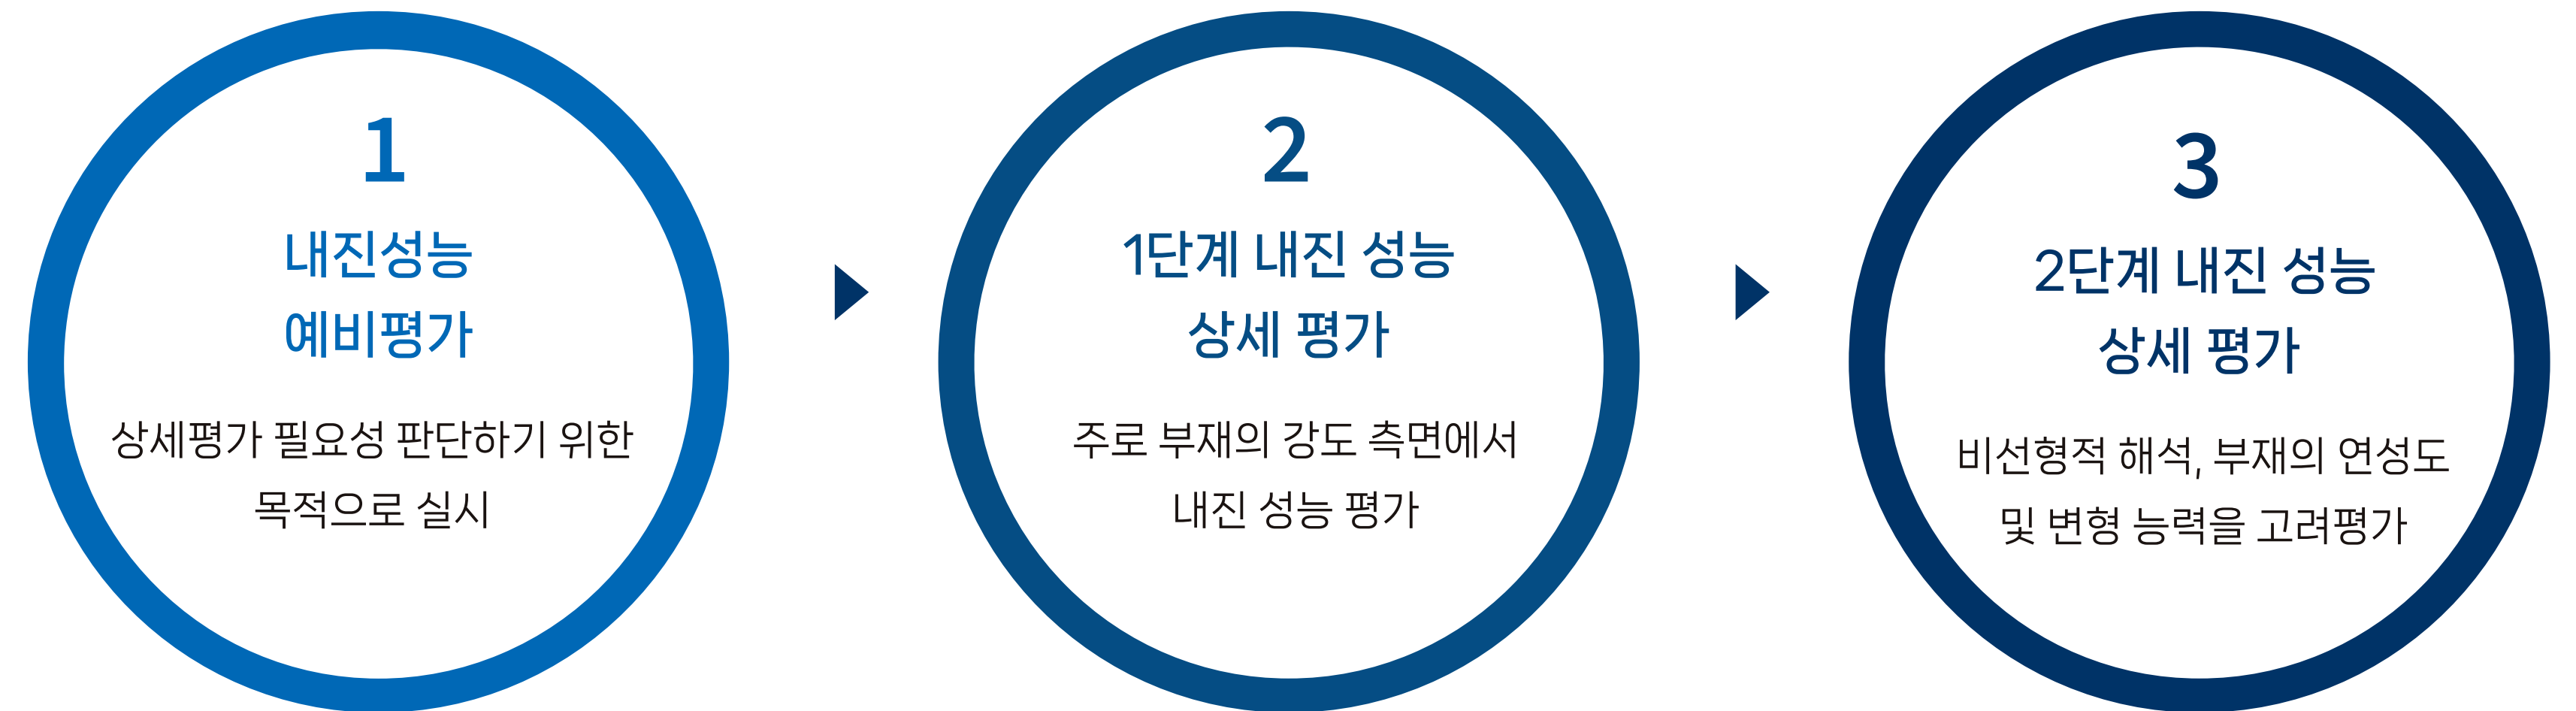 1
내진성능
예비평가
상세평가 필요성 판단하기 위한
목적으로 실시
2
1단계 내진 성능
상세 평가
주로 부재의 강도 측면에서
내진 성능 평가
3
2단계 내진 성능
상세 평가
비선형적 해석, 부재의 연성도
및 변형 능력을 고려평가